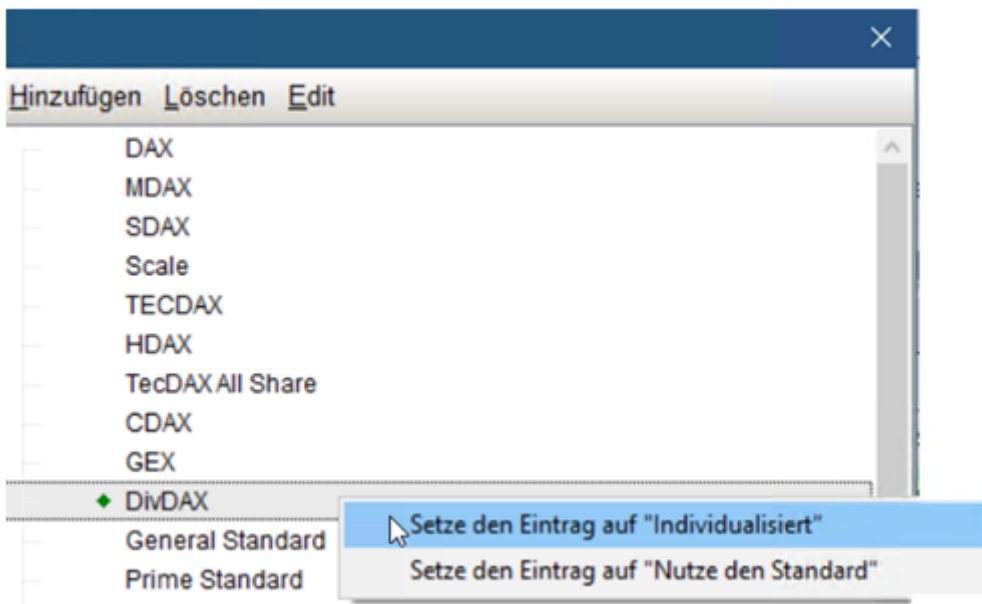 Hinzufügen Löschen Edit
DAX
MDAX
SDAX
Scale
TECDAX
HDAX
TecDAX All Share
CDAX
GEX
DivDAX
Setze den Eintrag auf "Individualisiert"
General Standard
Setze den Eintrag auf "Nutze den Standard"
Prime Standard